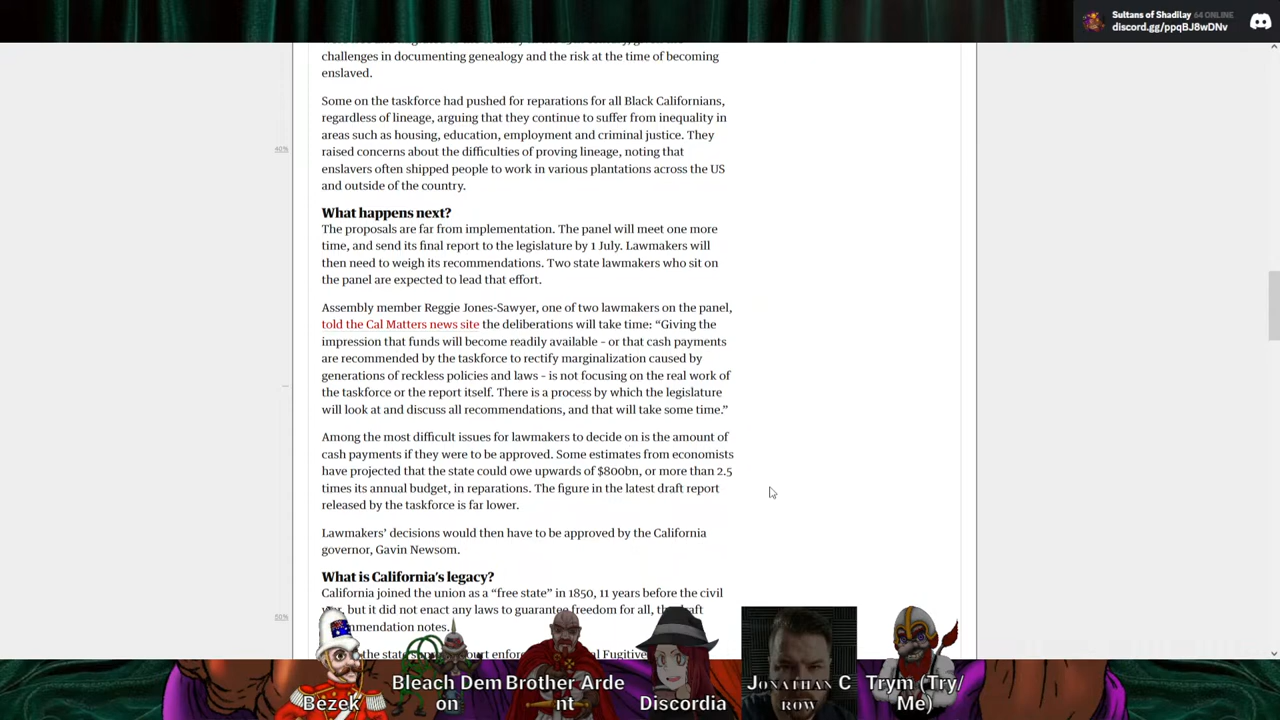 Sultans of Shadilay 64 ONLINE
discord.gg/ppqBJ8wDNv
challenges in documenting genealogy and the risk at the time of becoming
enslaved.
Some on the taskforce had pushed for reparations for all Black Californians,
regardless of lineage, arguing that they continue to suffer from inequality in
areas such as housing, education, employment and criminal justice. They
raised concerns about the difficulties of proving lineage, noting that
enslavers often shipped people to work in various plantations across the US
and outside of the country.
40%
What happens next?
The proposals are far from implementation. The panel will meet one more
time, and send its final report to the legislature by 1 July. Lawmakers will
then need to weigh its recommendations. Two state lawmakers who sit on
the panel are expected to lead that effort.
Assembly member Reggie Jones-Sawyer, one of two lawmakers on the panel,
told the Cal Matters news site the deliberations will take time: “Giving the
impression that funds will become readily available – or that cash payments
are recommended by the taskforce to rectify marginalization caused by
generations of reckless policies and laws – is not focusing on the real work of
the taskforce or the report itself. There is a process by which the legislature
will look at and discuss all recommendations, and that will take some time.”
Among the most difficult issues for lawmakers to decide on is the amount of
cash payments if they were to be approved. Some estimates from economists
have projected that the state could owe upwards of $800bn, or more than 2.5
times its annual budget, in reparations. The figure in the latest draft report
released by the taskforce is far lower.
Lawmakers’ decisions would then have to be approved by the California
governor, Gavin Newsom.
What is California’s legacy?
California joined the union as a “free state” in 1850, 11 years before the civil
but it did not enact any laws to guarantee freedom for all,
50%
notes.
the state
Bezek
Bleach Dem
on
Brother Arde
nt
Discordia
Jonathan C
row
Trym (Try/
Me)